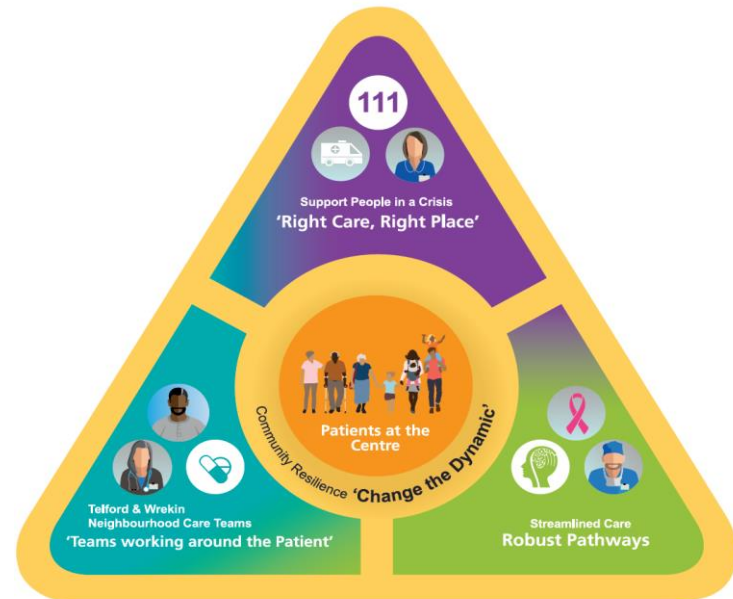 111
Support People in a Crisis
'Right Care, Right Place'
Patients at the
Centre
Community Resilience 'Change the Dynamic'
Telford & Wrekin
Neighbourhood Care Teams
'Teams working around the Patient'
Streamlined Care
Robust Pathways